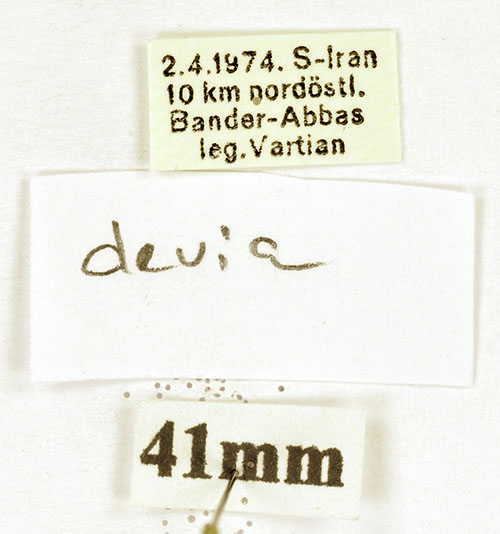 2.4.1974. S-Iran
10 km nordöstl.
Bander-Abbas
leg. Vartian
devia
41mm